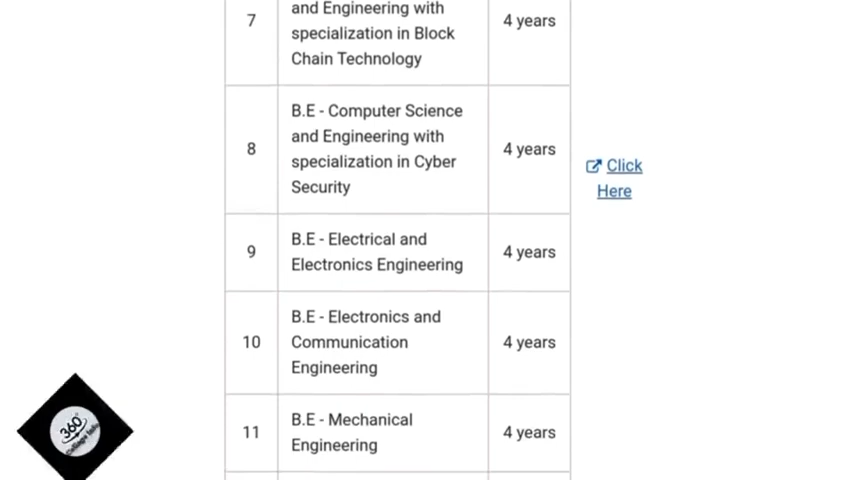 and Engineering with
7
specialization in Block
4 years
Chain Technology
B.E - Computer Science
and Engineering with
8
specialization in Cyber
4 years
Security
Click
Here
B.E - Electrical and
9
Electronics Engineering
4 years
B.E - Electronics and
10
Communication
4 years
Engineering
B.E - Mechanical
11
Engineering
4 years
360°
College Info